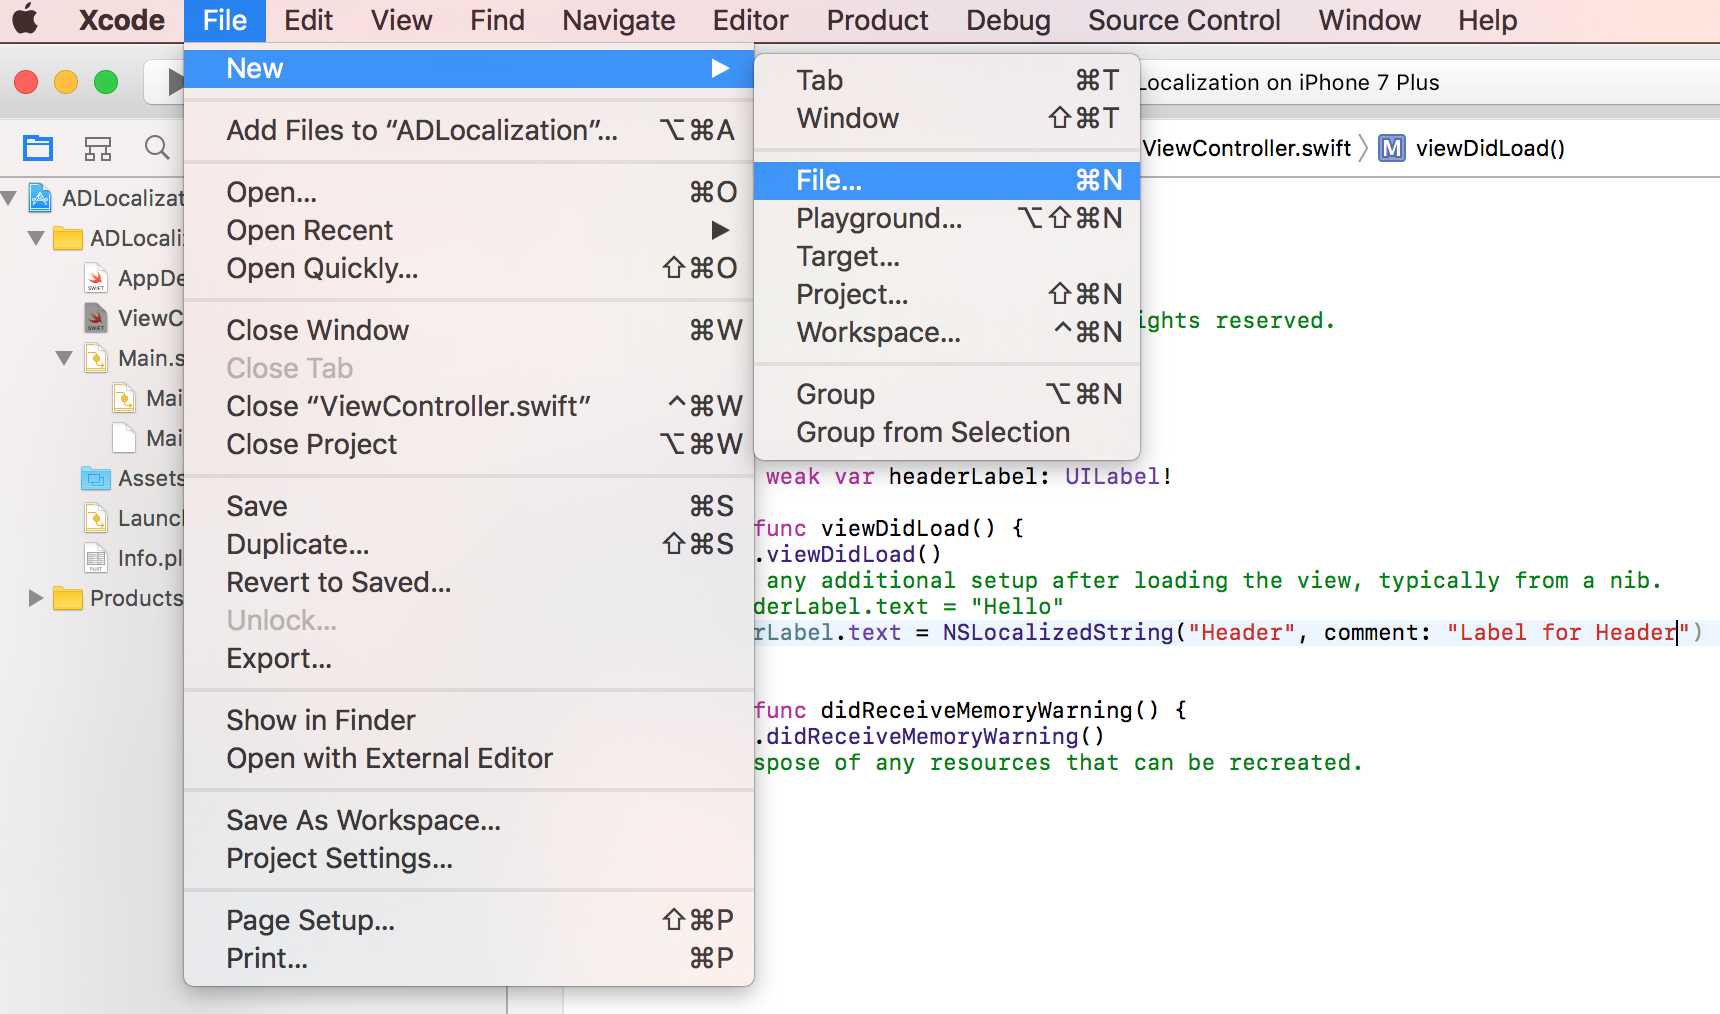 Xcode File Edit View Find Navigate Editor Product Debug Source Control Window Help
New
Tab ⌘T
Localization on iPhone 7 Plus
Window ⇧⌘T
Add Files to “ADLocalization”... ⌥⌘A
ViewController.swift 〉 M viewDidLoad()
File... ⌘N
Open... ⌘O
ADLocalizat
Playground... ⌥⇧⌘N
Open Recent
ADLocali
Target...
Open Quickly... ⇧⌘O
AppDe
Project... ⇧⌘N
Close Window ⌘W
ViewC
Workspace... ^⌘N
ights reserved.
Close Tab
Main.s
Close “ViewController.swift” ^⌘W
Mai
Group ⌥⌘N
Close Project ⌥⌘W
Mai
Group from Selection
Assets
weak var headerLabel: UILabel!
Save ⌘S
Launcl
func viewDidLoad() {
Duplicate... ⇧⌘S
Info.pl
.viewDidLoad()
Revert to Saved...
any additional setup after loading the view, typically from a nib.
Products
derLabel.text = "Hello"
Unlock...
rLabel.text = NSLocalizedString("Header", comment: "Label for Header")
Export...
Show in Finder
func didReceiveMemoryWarning() {
Open with External Editor
.didReceiveMemoryWarning()
spose of any resources that can be recreated.
Save As Workspace...
Project Settings...
Page Setup... ⇧⌘P
Print... ⌘P